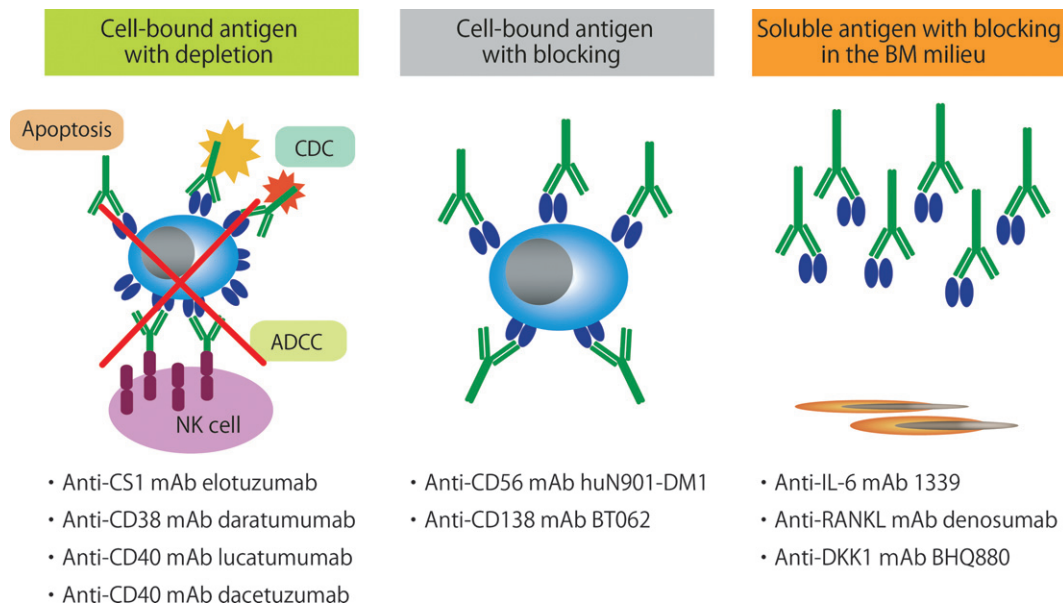 Cell-bound antigen
with depletion
Cell-bound antigen
with blocking
Soluble antigen with blocking
in the BM milieu
Apoptosis
CDC
ADCC
NK cell
・Anti-CS1 mAb elotuzumab
・Anti-CD38 mAb daratumumab
・Anti-CD40 mAb lucatumumab
・Anti-CD40 mAb dacetuzumab
・Anti-CD56 mAb huN901-DM1
・Anti-CD138 mAb BT062
・Anti-IL-6 mAb 1339
・Anti-RANKL mAb denosumab
・Anti-DKK1 mAb BHQ880